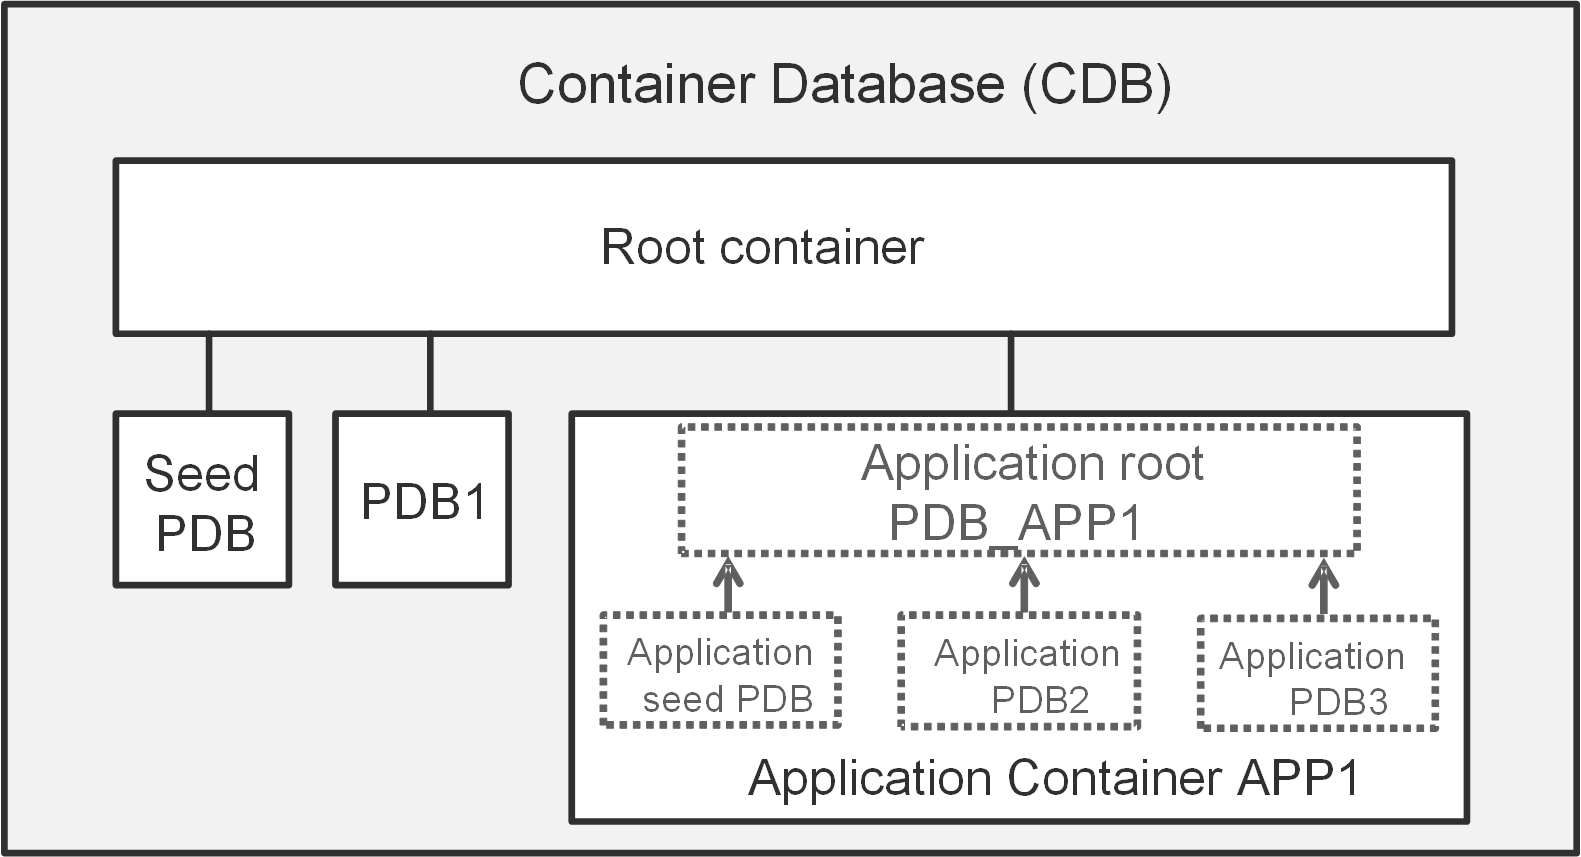 Container Database (CDB)
Root container
Seed
PDB
PDB1
Application root
PDB_APP1
Application
seed PDB
Application
PDB2
Application
PDB3
Application Container APP1